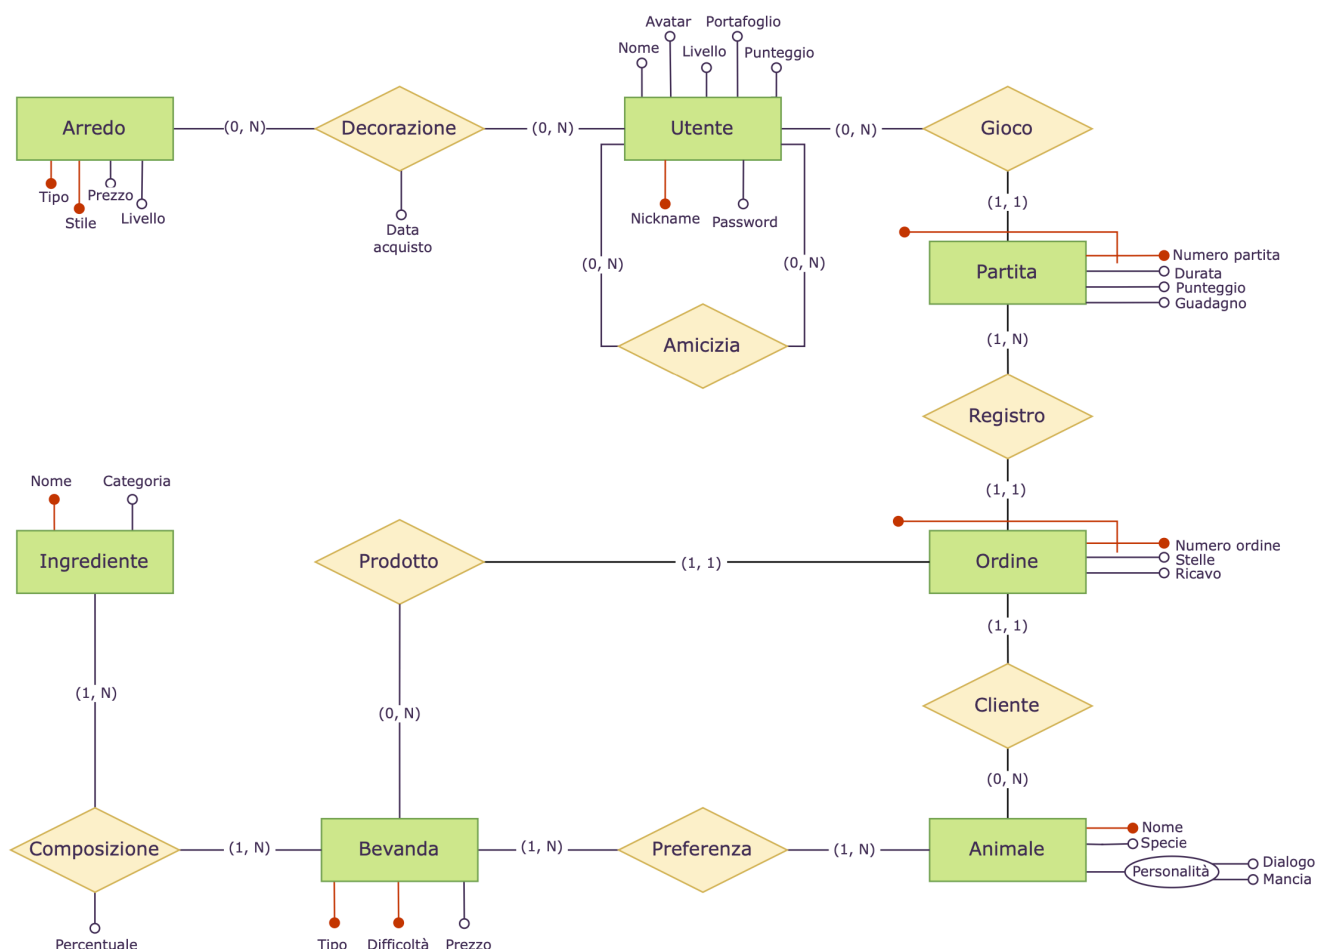 Avatar
Portafoglio
Nome
Livello
Punteggio
Arredo
(0, N)
Decorazione
(0, N)
Utente
(0, N)
Gioco
Tipo
Prezzo
Stile
Livello
Data
acquisto
Nickname
Password
(1, 1)
(0, N)
(0, N)
Partita
Numero partita
Durata
Punteggio
Guadagno
Amicizia
(1, N)
Registro
Nome
Categoria
(1, 1)
Ingrediente
Prodotto
(1, 1)
Ordine
Numero ordine
Stelle
Ricavo
(1, 1)
(1, N)
(0, N)
Cliente
(0, N)
Composizione
(1, N)
Bevanda
(1, N)
Preferenza
(1, N)
Animale
Nome
Specie
Personalità
Dialogo
Mancia
Percentuale
Tipo
Difficoltà
Prezzo